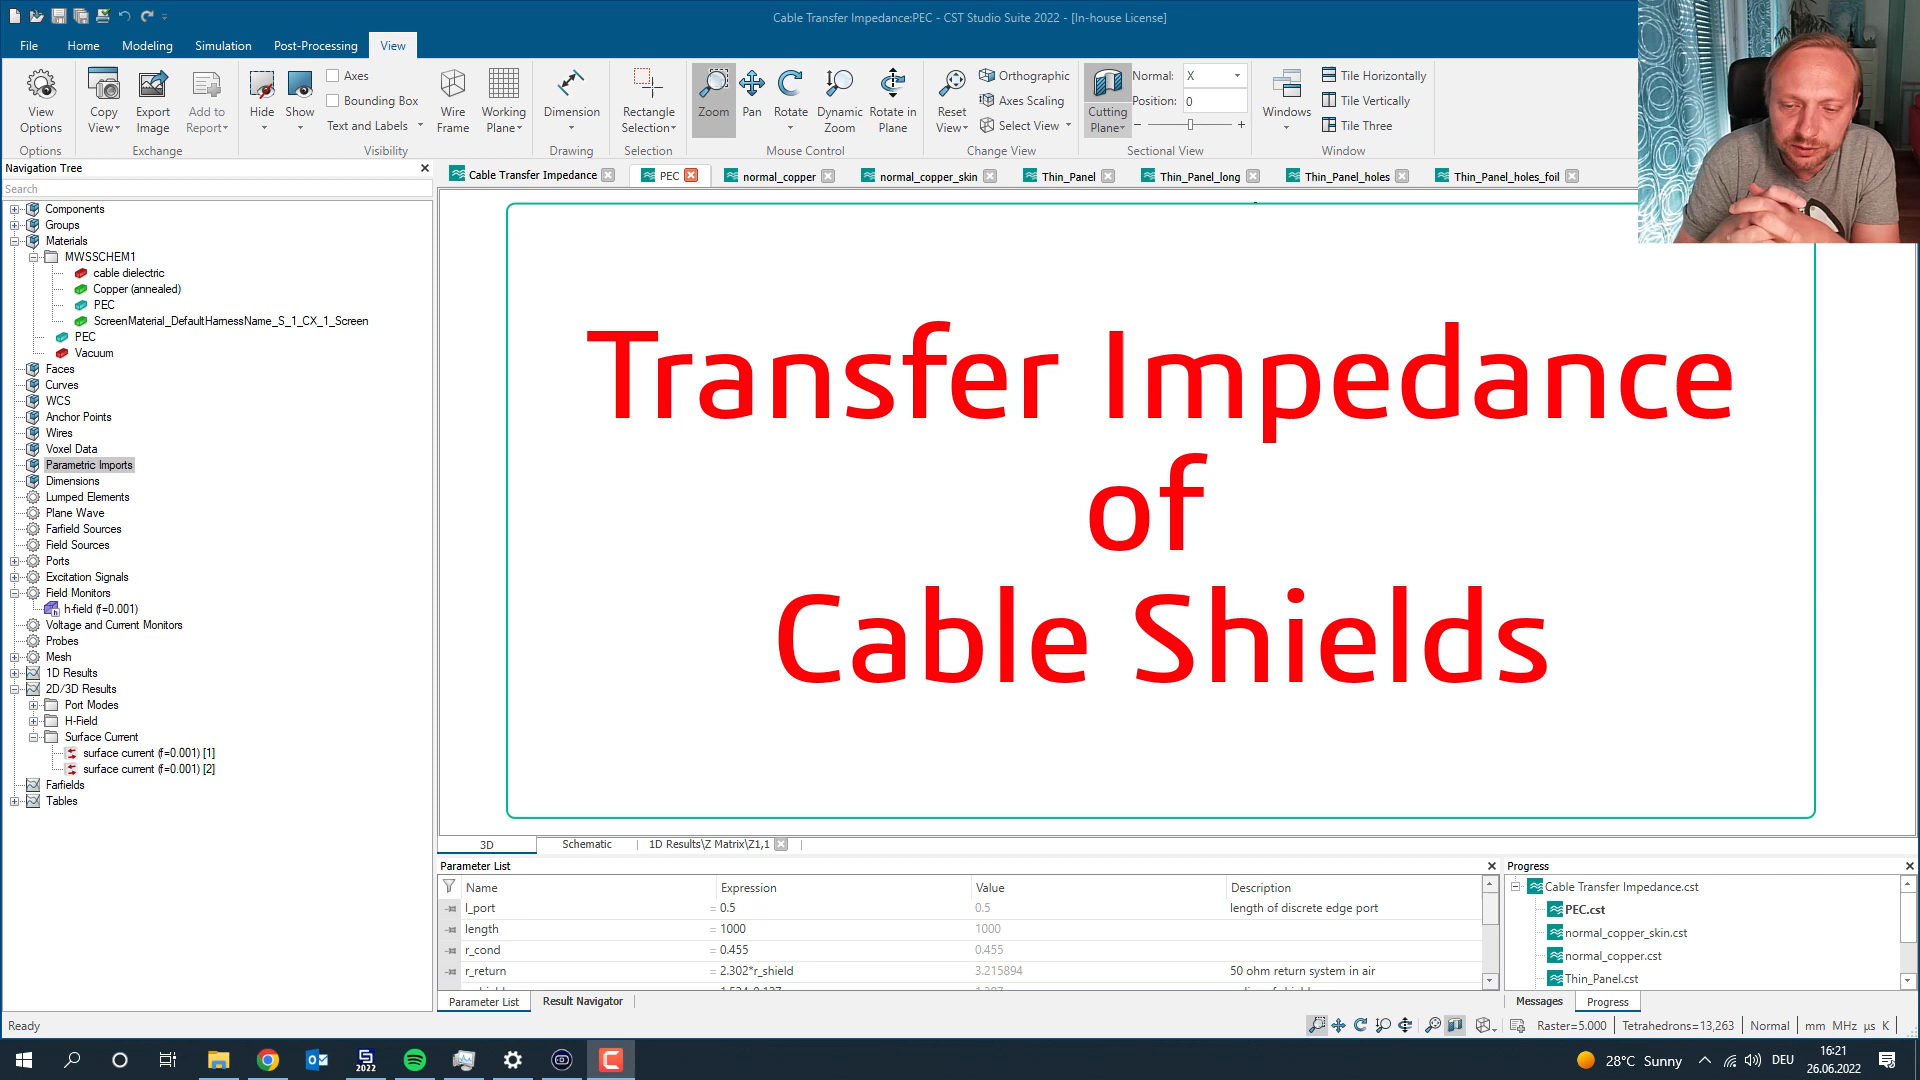 Cable Transfer Impedance:PEC - CST Studio Suite 2022 - [In-house License]
File Home Modeling Simulation Post-Processing View
View Options
Options
Copy View
Export Image
Add to Report
Exchange
Hide
Show
Axes
Bounding Box
Text and Labels
Wire Frame
Working Plane
Visibility
Dimension
Drawing
Rectangle Selection
Selection
Zoom
Pan
Rotate
Dynamic Zoom
Rotate in Plane
Mouse Control
Reset View
Orthographic
Axes Scaling
Select View
Change View
Cutting Plane
Normal: X
Position: 0
Sectional View
Windows
Tile Horizontally
Tile Vertically
Tile Three
Window
Navigation Tree
Search
Components
Groups
Materials
MWSSCHEM1
cable dielectric
Copper (annealed)
PEC
ScreenMaterial_DefaultHarnessName_S_1_CX_1_Screen
PEC
Vacuum
Faces
Curves
WCS
Anchor Points
Wires
Voxel Data
Parametric Imports
Dimensions
Lumped Elements
Plane Wave
Farfield Sources
Field Sources
Ports
Excitation Signals
Field Monitors
h-field (f=0.001)
Voltage and Current Monitors
Probes
Mesh
1D Results
2D/3D Results
Port Modes
H-Field
Surface Current
surface current (f=0.001) [1]
surface current (f=0.001) [2]
Farfields
Tables
Cable Transfer Impedance PEC normal_copper normal_copper_skin Thin_Panel Thin_Panel_long Thin_Panel_holes Thin_Panel_holes_foil
Transfer Impedance
of
Cable Shields
3D Schematic 1D Results\Z Matrix\Z1,1
Parameter List
Name Expression Value Description
l_port = 0.5 0.5 length of discrete edge port
length = 1000 1000
r_cond = 0.455 0.455
r_return = 2.302*r_shield 3.215894 50 ohm return system in air
Parameter List Result Navigator
Progress
Cable Transfer Impedance.cst
PEC.cst
normal_copper_skin.cst
normal_copper.cst
Thin_Panel.cst
Messages Progress
Ready
Raster=5.000 Tetrahedrons=13,263 Normal mm MHz µs K
2022
28°C Sunny
DEU
16:21
26.06.2022